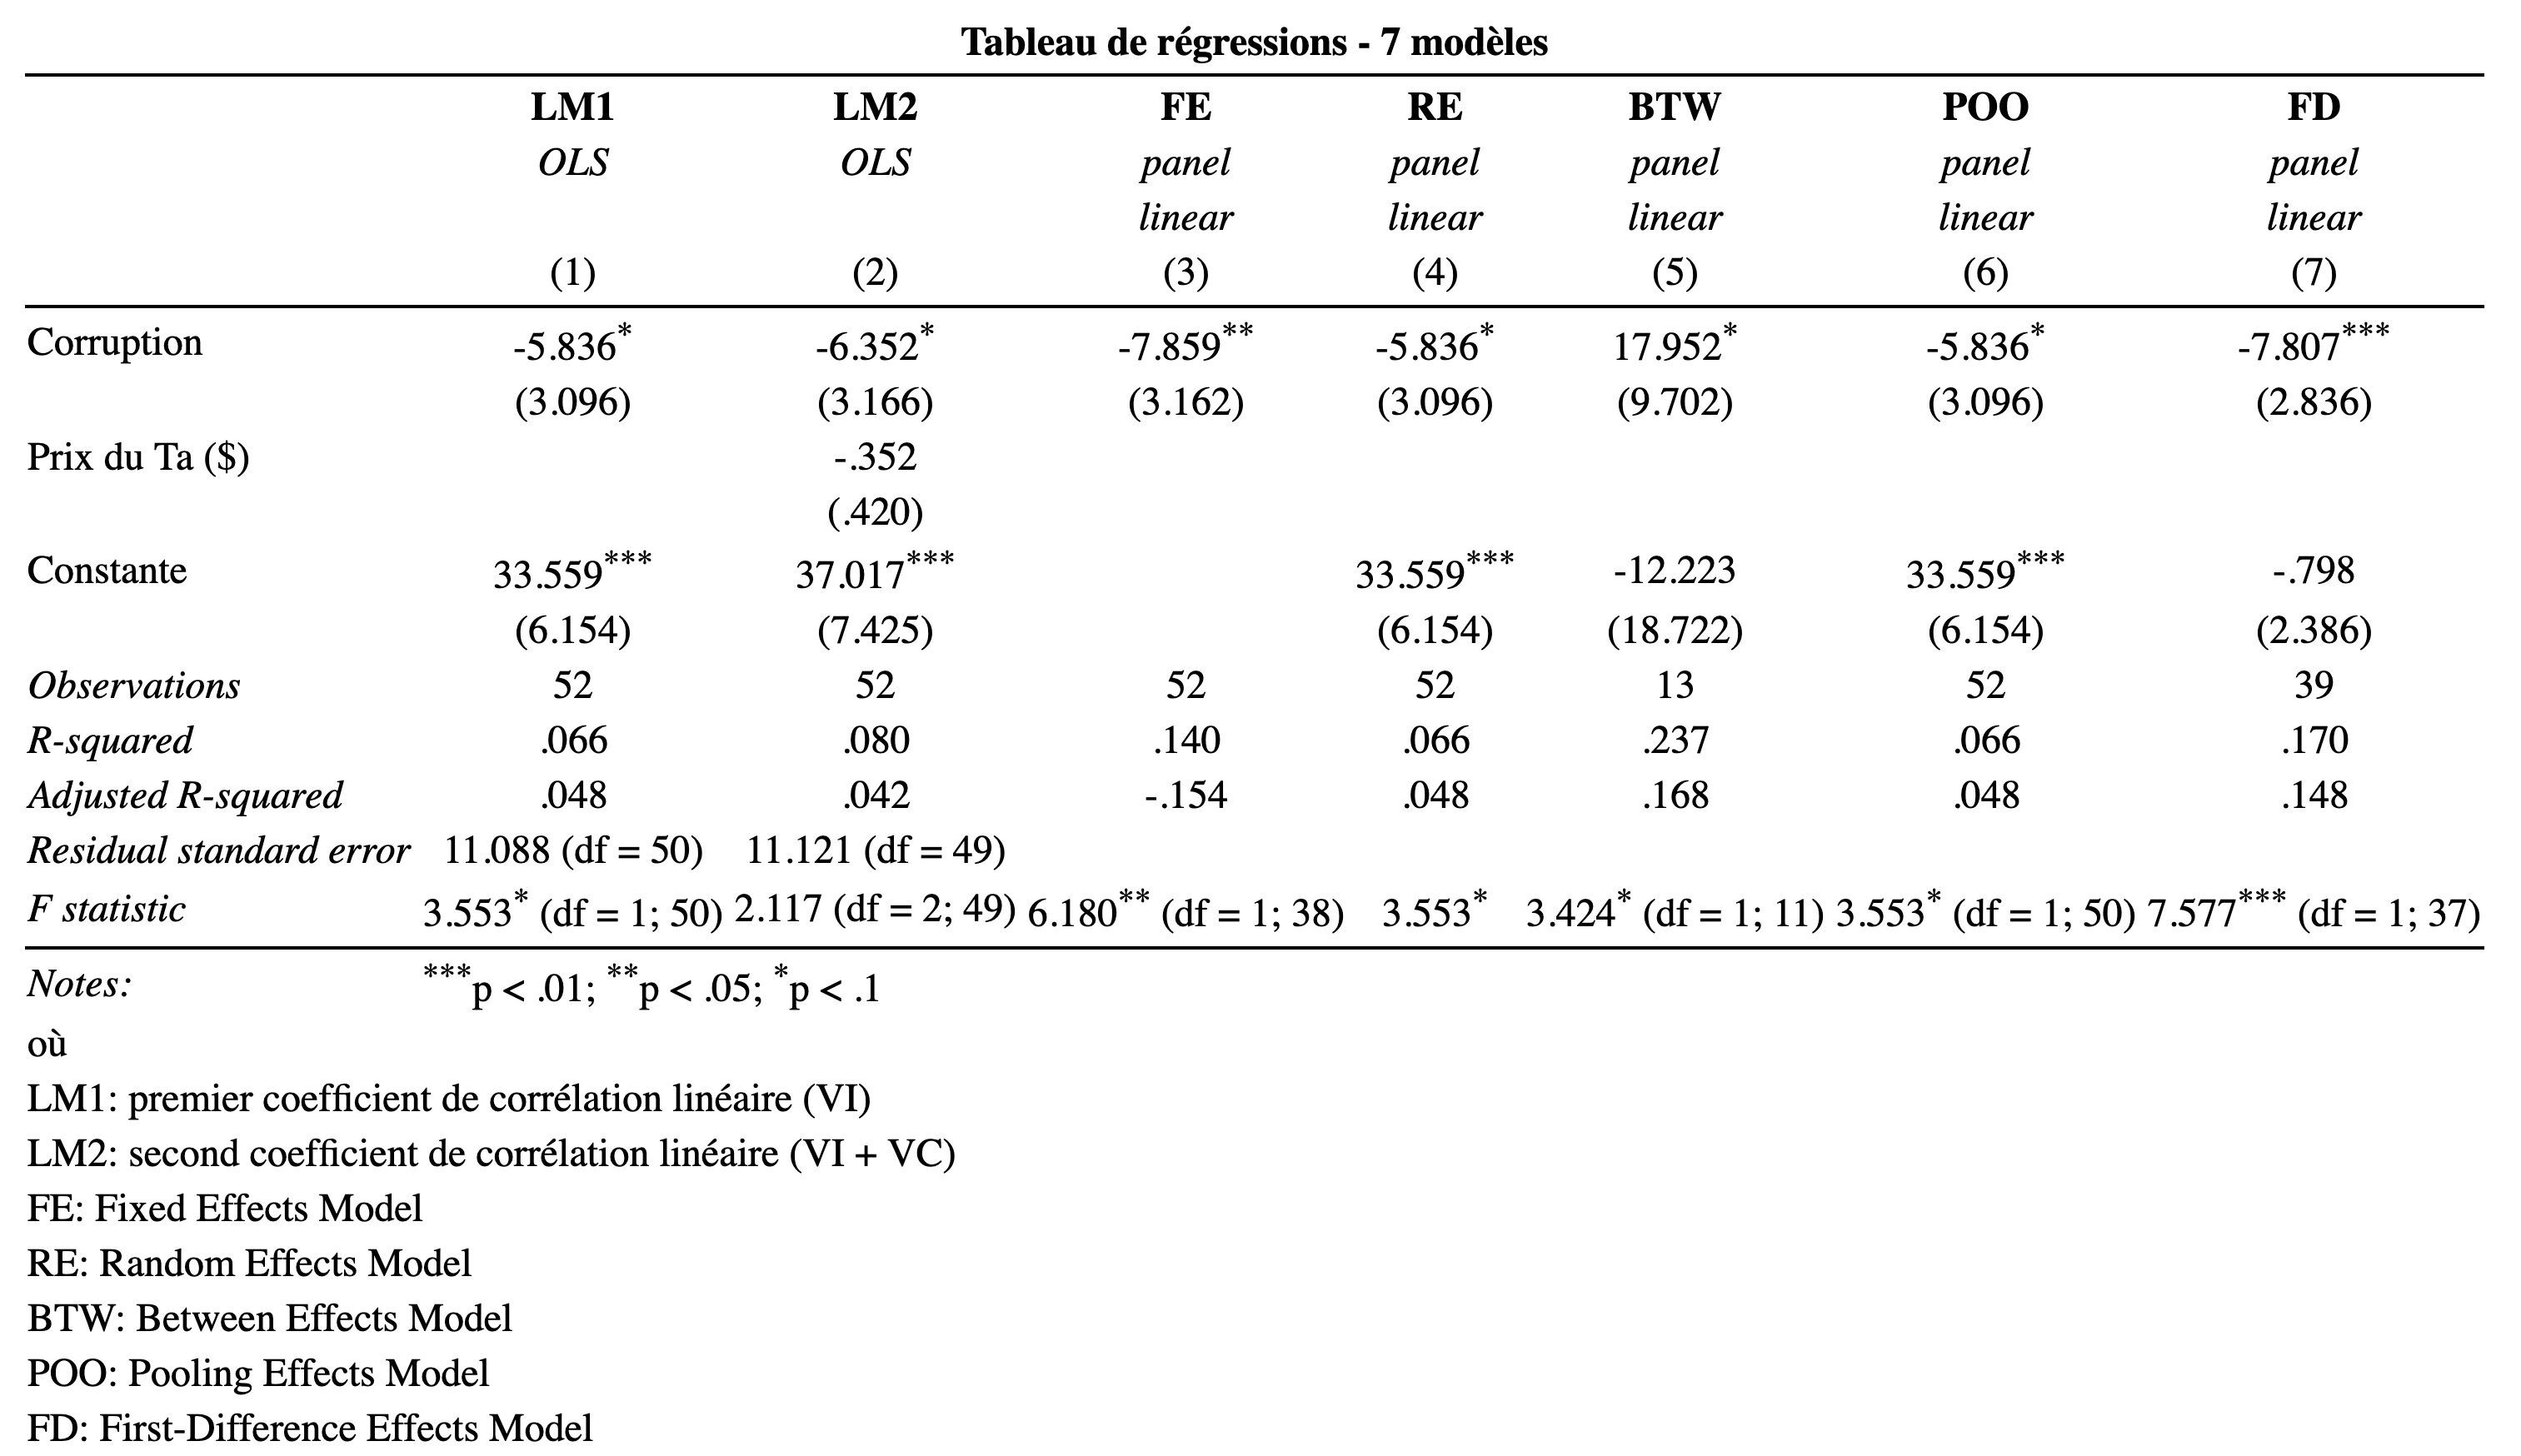 Tableau de régressions - 7 modèles
LM1 LM2 FE RE BTW POO FD
OLS OLS panel panel panel panel panel
linear linear linear linear linear
(1) (2) (3) (4) (5) (6) (7)
Corruption -5.836* -6.352* -7.859** -5.836* 17.952* -5.836* -7.807***
(3.096) (3.166) (3.162) (3.096) (9.702) (3.096) (2.836)
Prix du Ta ($) -.352
(.420)
Constante 33.559*** 37.017*** 33.559*** -12.223 33.559*** -.798
(6.154) (7.425) (6.154) (18.722) (6.154) (2.386)
Observations 52 52 52 52 13 52 39
R-squared .066 .080 .140 .066 .237 .066 .170
Adjusted R-squared .048 .042 -.154 .048 .168 .048 .148
Residual standard error 11.088 (df = 50) 11.121 (df = 49)
F statistic 3.553* (df = 1; 50) 2.117 (df = 2; 49) 6.180** (df = 1; 38) 3.553* 3.424* (df = 1; 11) 3.553* (df = 1; 50) 7.577*** (df = 1; 37)
Notes: ***p < .01; **p < .05; *p < .1
où
LM1: premier coefficient de corrélation linéaire (VI)
LM2: second coefficient de corrélation linéaire (VI + VC)
FE: Fixed Effects Model
RE: Random Effects Model
BTW: Between Effects Model
POO: Pooling Effects Model
FD: First-Difference Effects Model